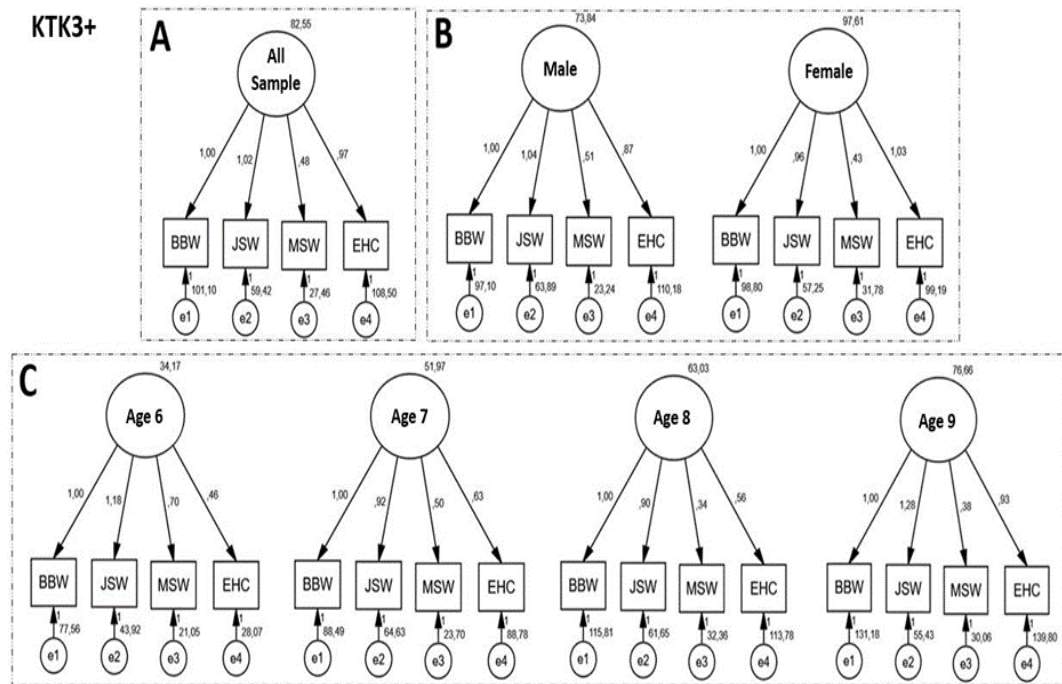 KTK3+
A
82,55
All
Sample
1,00 1,02 ,48 ,97
BBW JSW MSW EHC
1 1 1 1
101,10 59,42 27,46 108,50
e1 e2 e3 e4
B
73,84
Male
1,00 1,04 ,51 ,87
BBW JSW MSW EHC
1 1 1 1
97,10 63,89 23,24 110,18
e1 e2 e3 e4
97,61
Female
1,00 ,96 ,43 1,03
BBW JSW MSW EHC
1 1 1 1
98,80 57,25 31,78 99,19
e1 e2 e3 e4
C
34,17
Age 6
1,00 1,18 ,70 ,46
BBW JSW MSW EHC
1 1 1 1
77,56 43,92 21,05 28,07
e1 e2 e3 e4
51,97
Age 7
1,00 ,92 ,50 ,63
BBW JSW MSW EHC
1 1 1 1
88,49 64,63 23,70 88,78
e1 e2 e3 e4
63,03
Age 8
1,00 ,90 ,34 ,56
BBW JSW MSW EHC
1 1 1 1
115,81 61,65 32,36 113,78
e1 e2 e3 e4
76,66
Age 9
1,00 1,28 ,38 ,93
BBW JSW MSW EHC
1 1 1 1
131,18 55,43 30,06 139,80
e1 e2 e3 e4